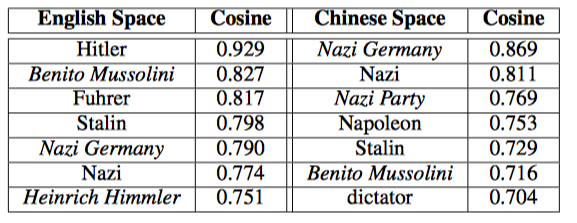 English Space Cosine Chinese Space Cosine
Hitler 0.929 Nazi Germany 0.869
Benito Mussolini 0.827 Nazi 0.811
Fuhrer 0.817 Nazi Party 0.769
Stalin 0.798 Napoleon 0.753
Nazi Germany 0.790 Stalin 0.729
Nazi 0.774 Benito Mussolini 0.716
Heinrich Himmler 0.751 dictator 0.704